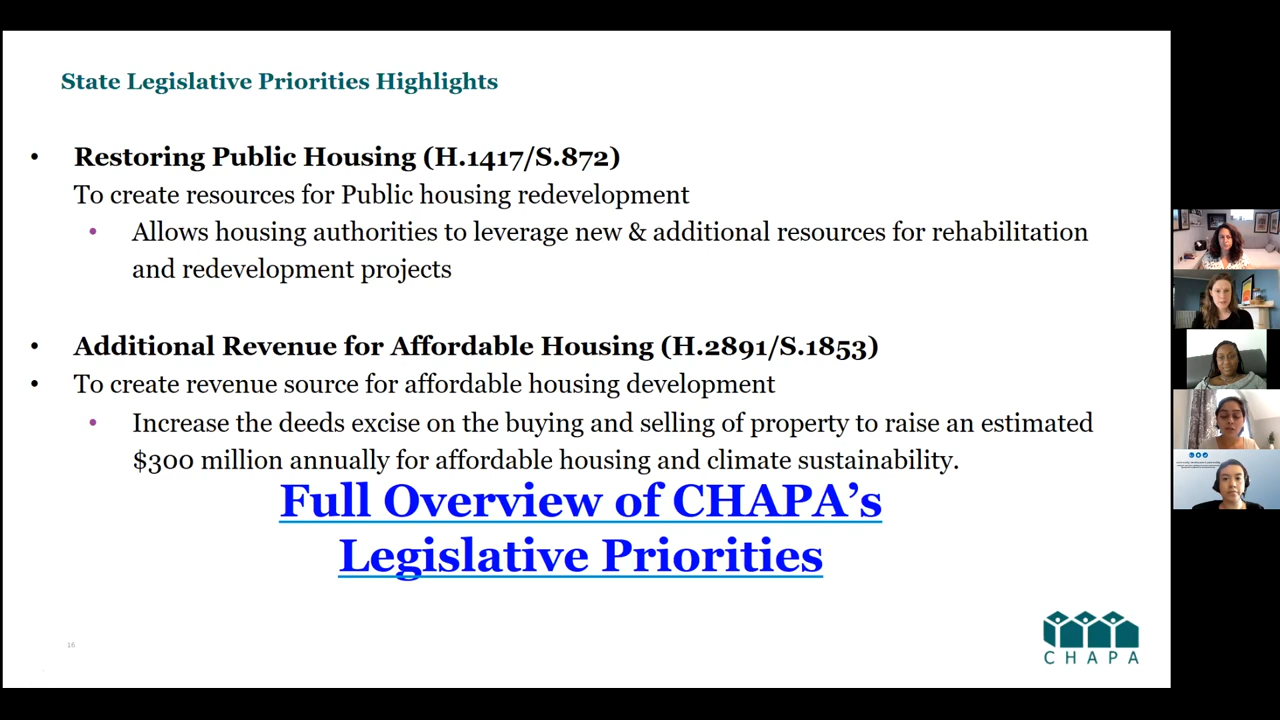 State Legislative Priorities Highlights
• Restoring Public Housing (H.1417/S.872)
To create resources for Public housing redevelopment
• Allows housing authorities to leverage new & additional resources for rehabilitation
and redevelopment projects
• Additional Revenue for Affordable Housing (H.2891/S.1853)
• To create revenue source for affordable housing development
• Increase the deeds excise on the buying and selling of property to raise an estimated
$300 million annually for affordable housing and climate sustainability.
Full Overview of CHAPA’s
Legislative Priorities
16
CHAPA